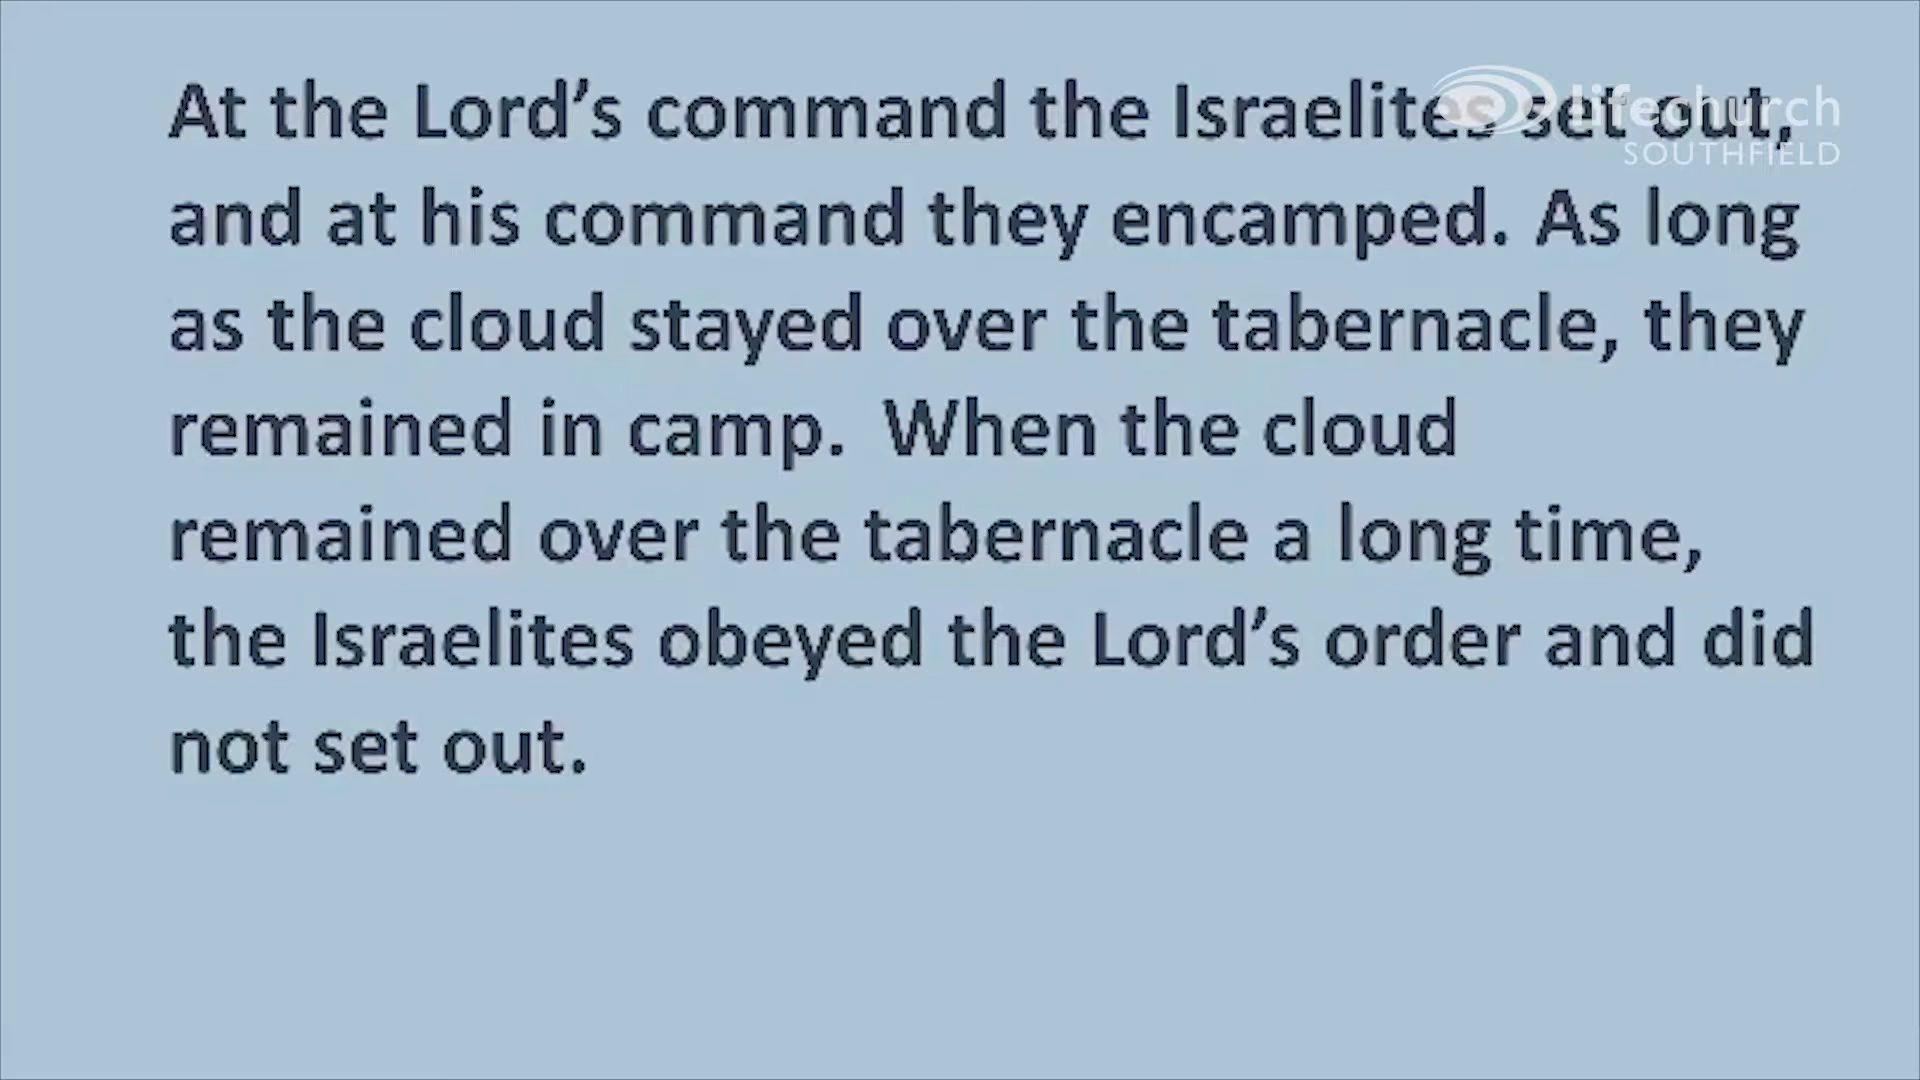 At the Lord’s command the Israelites set out,
and at his command they encamped. As long
as the cloud stayed over the tabernacle, they
remained in camp.  When the cloud
remained over the tabernacle a long time,
the Israelites obeyed the Lord’s order and did
not set out.
lifechurch
SOUTHFIELD